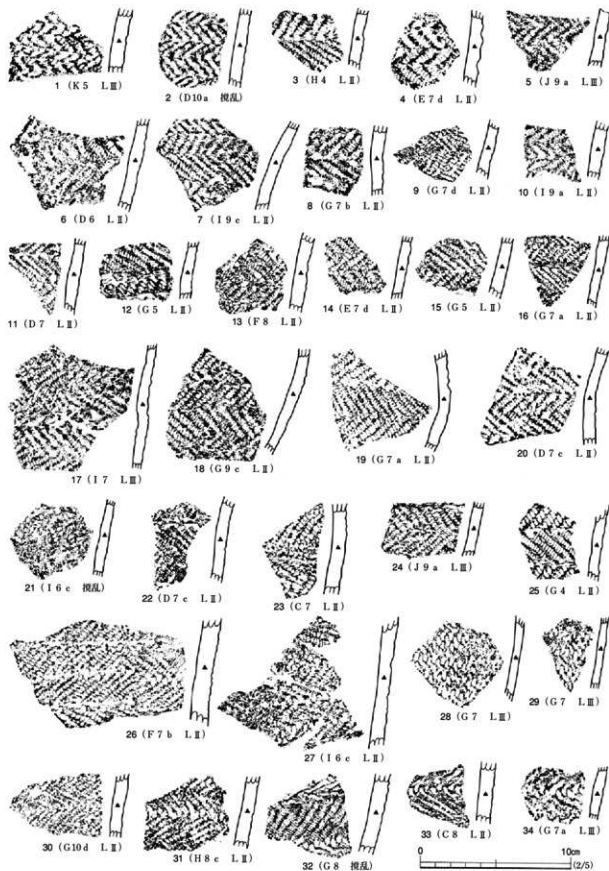 1 (K5 LⅢ)
2 (D10a 撹乱)
3 (H4 LⅡ)
4 (E7d LⅡ)
5 (J9a LⅢ)
6 (D6 LⅡ)
7 (I9c LⅡ)
8 (G7b LⅡ)
9 (G7d LⅡ)
10 (I9a LⅡ)
11 (D7 LⅡ)
12 (G5 LⅡ)
13 (F8 LⅡ)
14 (E7d LⅡ)
15 (G5 LⅡ)
16 (G7a LⅡ)
17 (I7 LⅢ)
18 (G9c LⅡ)
19 (G7a LⅡ)
20 (D7c LⅡ)
21 (I6c 撹乱)
22 (D7c LⅡ)
23 (C7 LⅡ)
24 (J9a LⅢ)
25 (G4 LⅡ)
26 (F7b LⅡ)
27 (I6c LⅡ)
28 (G7 LⅢ)
29 (G7 LⅢ)
30 (G10d LⅡ)
31 (H8c LⅡ)
32 (G8 撹乱)
33 (C8 LⅡ)
34 (G7a LⅢ)
0 10cm
(2/5)